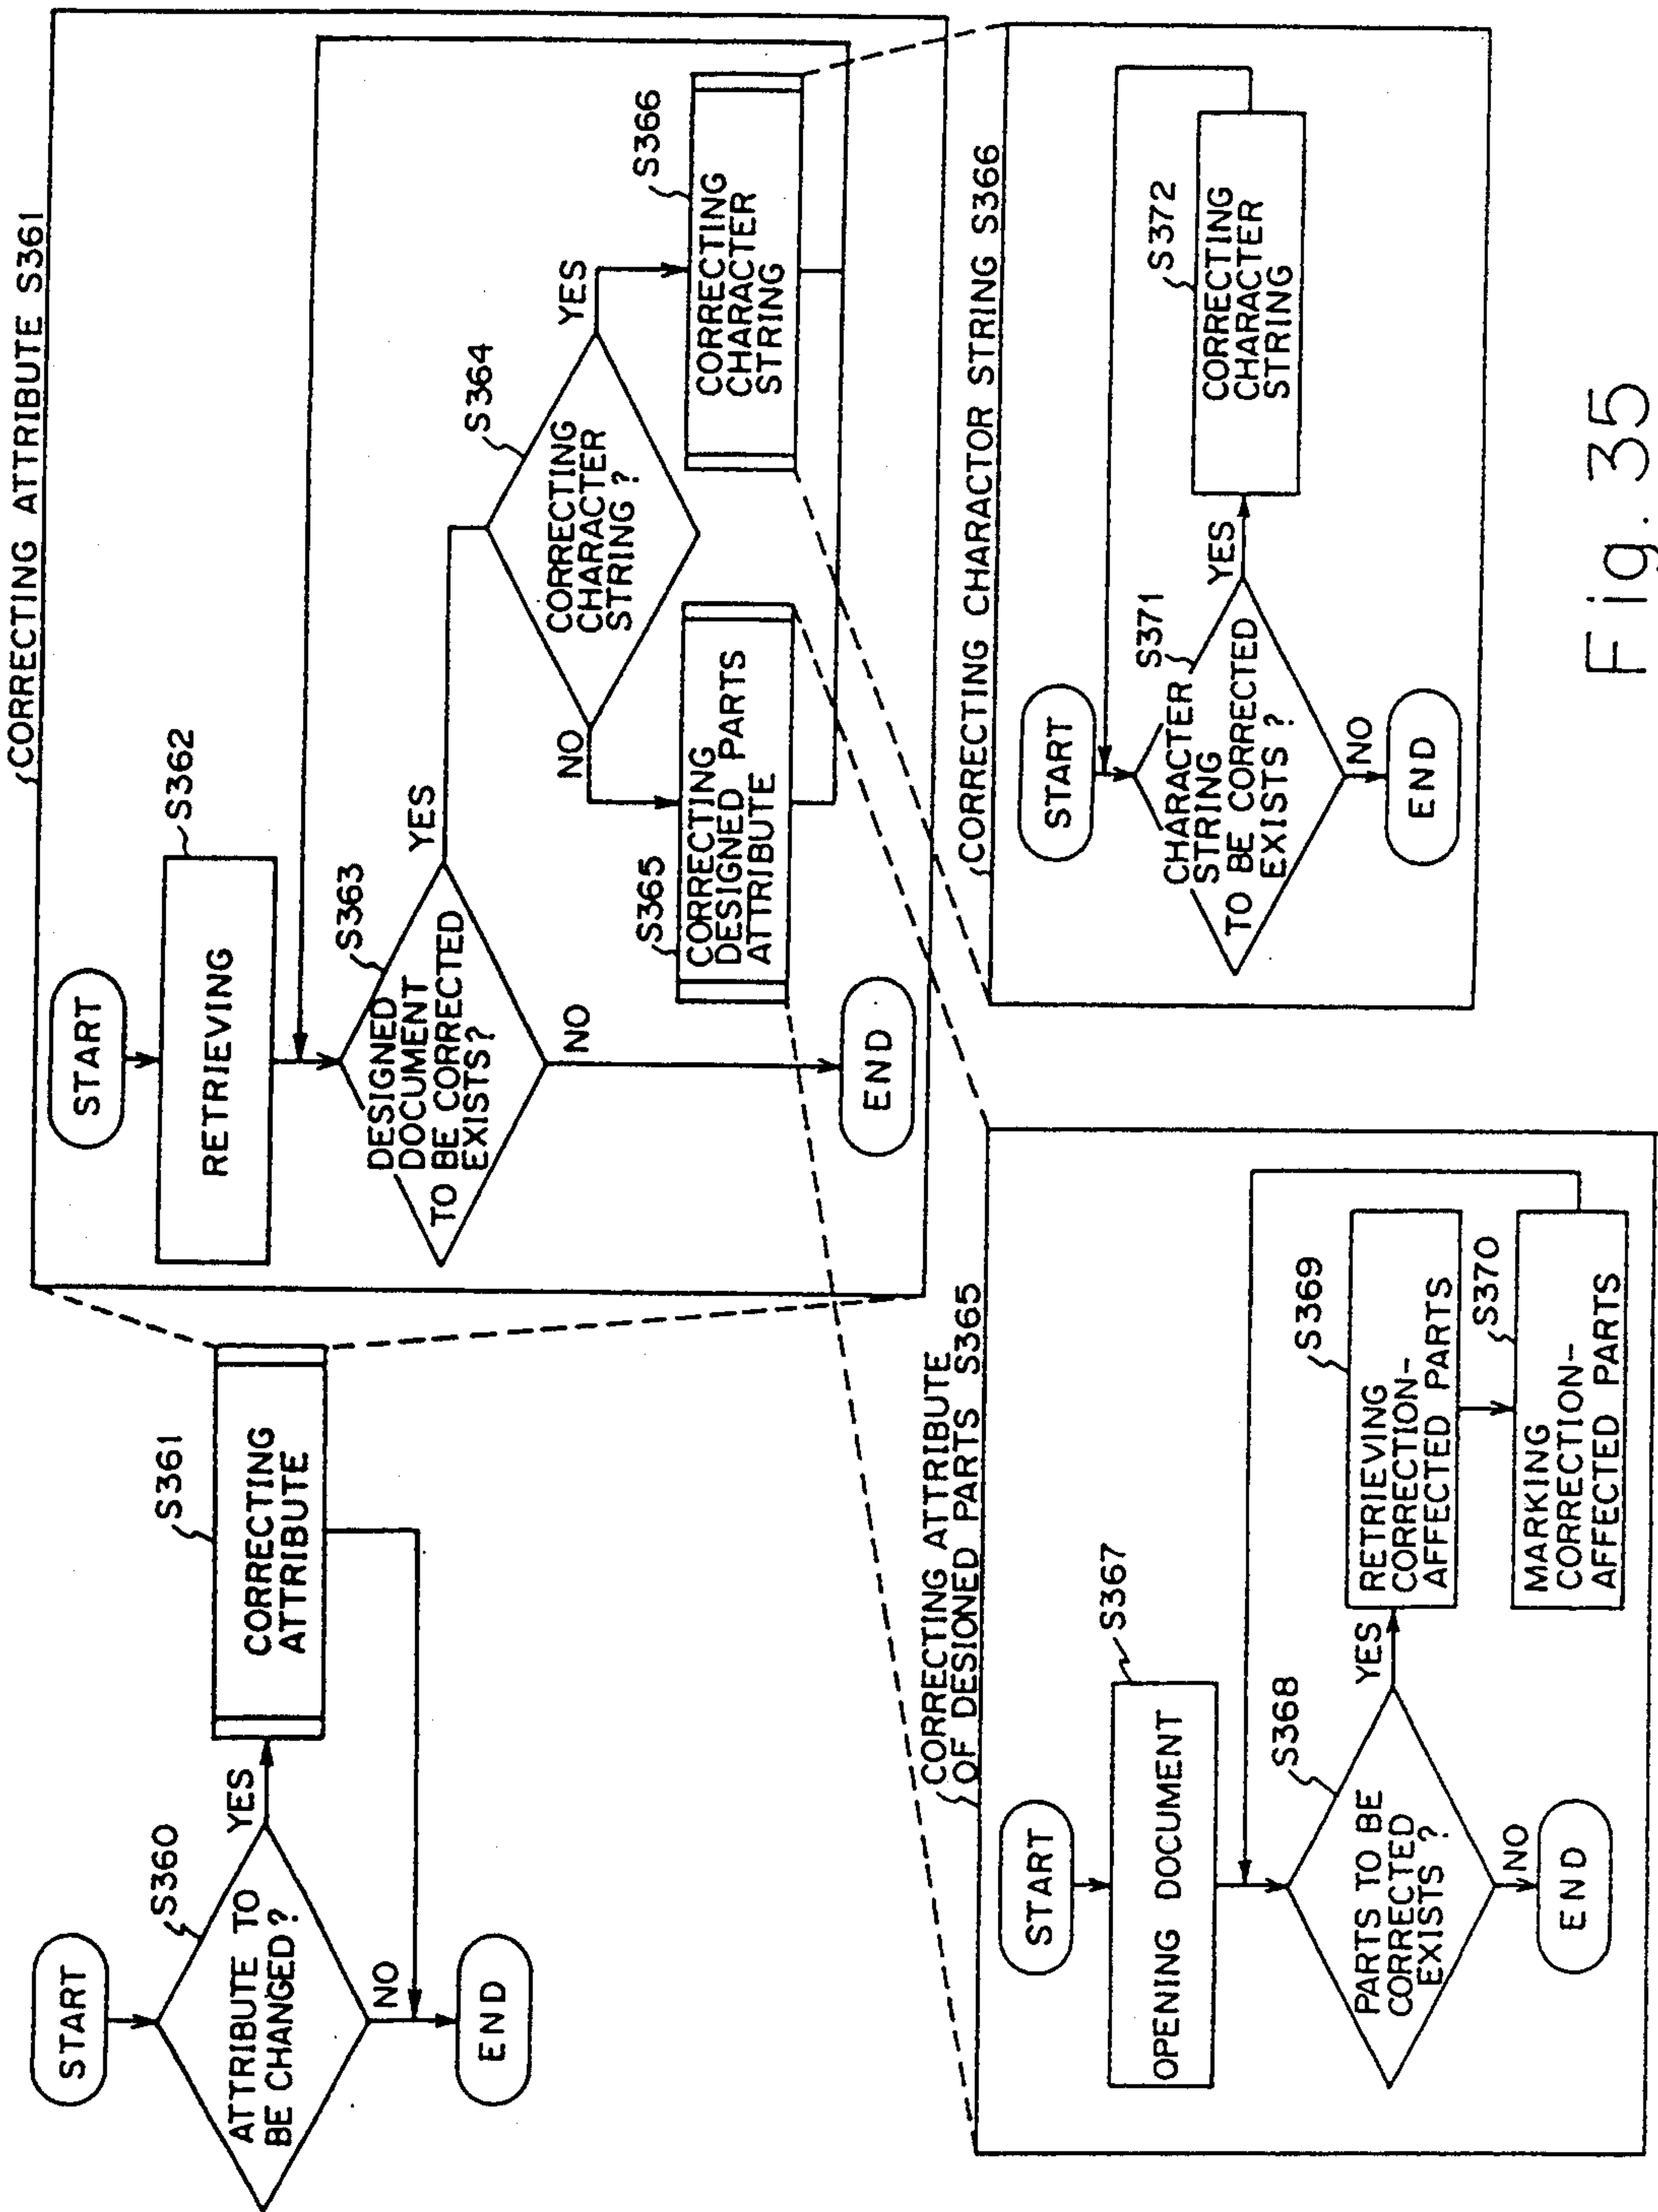 START
S360
ATTRIBUTE TO
BE CHANGED?
YES
NO
END
S361
CORRECTING
ATTRIBUTE
CORRECTING ATTRIBUTE S361
START
S362
RETRIEVING
S363
DESIGNED
DOCUMENT
TO BE CORRECTED
EXISTS?
YES
NO
END
S364
CORRECTING
CHARACTER
STRING ?
YES
NO
S365
CORRECTING
DESIGNED PARTS
ATTRIBUTE
S366
CORRECTING
CHARACTER
STRING
CORRECTING ATTRIBUTE
OF DESIONED PARTS S365
START
S367
OPENING DOCUMENT
S368
PARTS TO BE
CORRECTED
EXISTS ?
YES
NO
END
S369
RETRIEVING
CORRECTION-
AFFECTED PARTS
S370
MARKING
CORRECTION-
AFFECTED PARTS
CORRECTING CHARACTOR STRING S366
START
S371
CHARACTER
STRING
TO BE CORRECTED
EXISTS ?
YES
NO
END
S372
CORRECTING
CHARACTER
STRING
Fig. 35